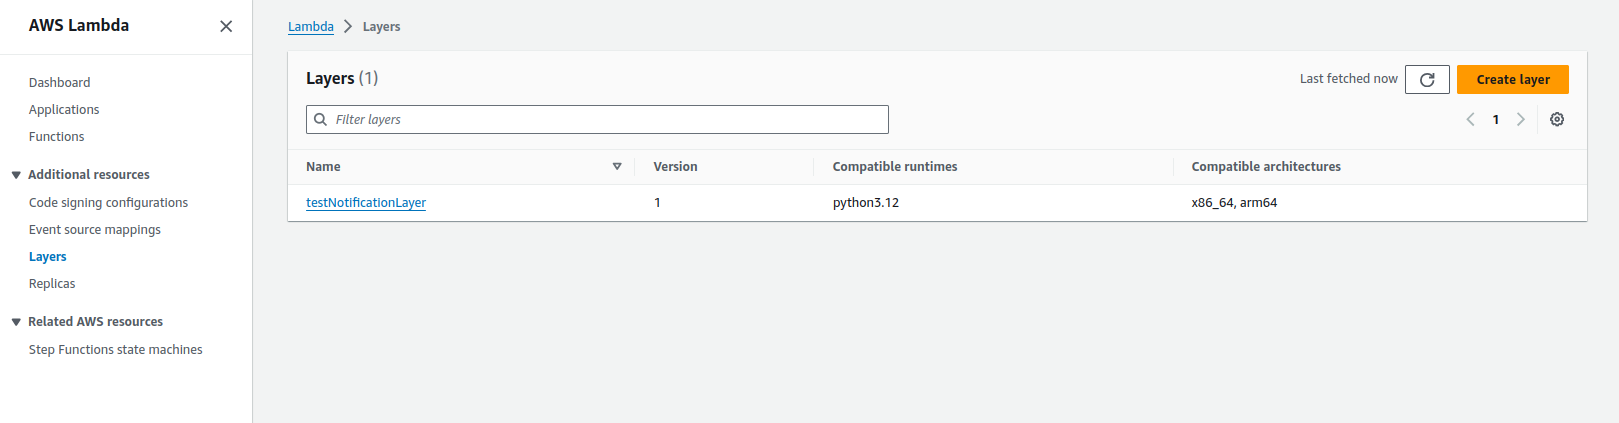 AWS Lambda
Dashboard
Applications
Functions
Additional resources
Code signing configurations
Event source mappings
Layers
Replicas
Related AWS resources
Step Functions state machines
Lambda > Layers
Layers (1)
Last fetched now
Create layer
Filter layers
1
Name Version Compatible runtimes Compatible architectures
testNotificationLayer 1 python3.12 x86_64, arm64